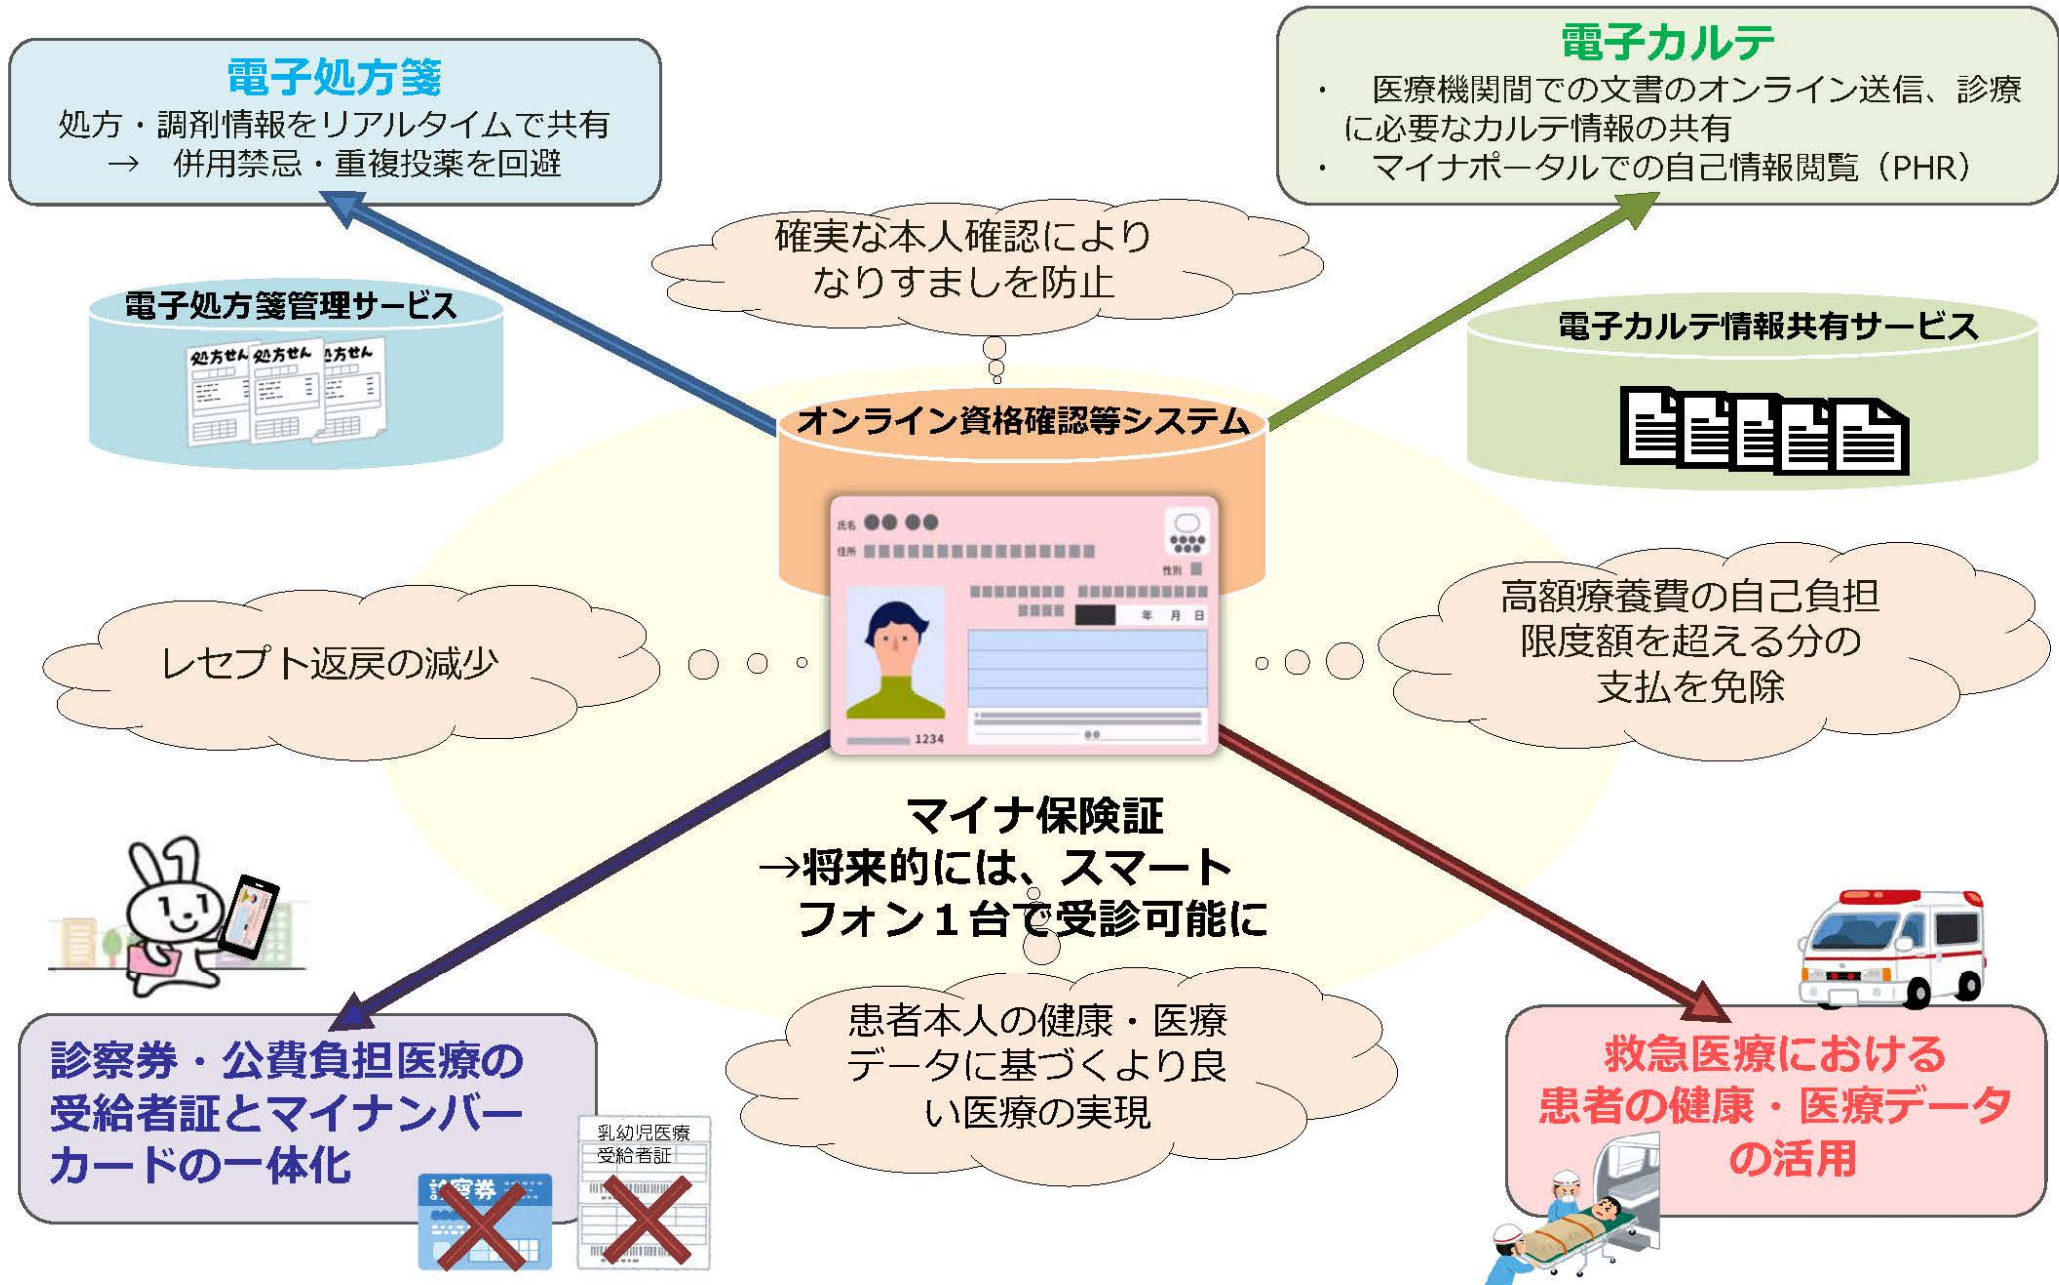 電子処方箋
処方・調剤情報をリアルタイムで共有
→ 併用禁忌・重複投薬を回避
電子カルテ
・ 医療機関間での文書のオンライン送信、診療
に必要なカルテ情報の共有
・ マイナポータルでの自己情報閲覧（PHR）
確実な本人確認により
なりすましを防止
電子処方箋管理サービス
処方せん
処方せん
処方せん
電子カルテ情報共有サービス
オンライン資格確認等システム
氏名
住所
性別
年 月 日
1234
レセプト返戻の減少
高額療養費の自己負担
限度額を超える分の
支払を免除
マイナ保険証
→将来的には、スマート
フォン１台で受診可能に
患者本人の健康・医療
データに基づくより良
い医療の実現
診察券・公費負担医療の
受給者証とマイナンバー
カードの一体化
診察券
乳幼児医療
受給者証
救急医療における
患者の健康・医療データ
の活用